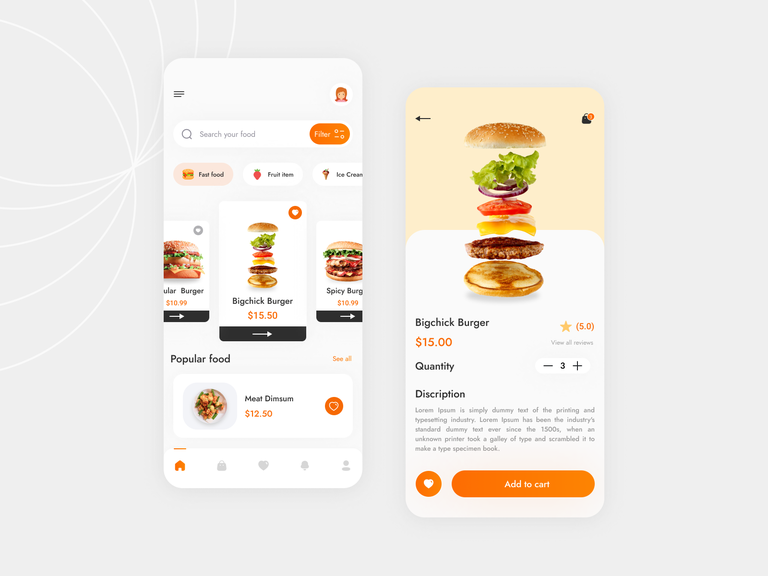 Search your food
Filter
Fast food
Fruit item
Ice Cream
ular Burger
$10.99
Bigchick Burger
$15.50
Spicy Burg
$10.99
Popular food
See all
Meat Dimsum
$12.50
Bigchick Burger
(5.0)
$15.00
View all reviews
Quantity
3
Discription
Lorem Ipsum is simply dummy text of the printing and
typesetting industry. Lorem Ipsum has been the industry's
standard dummy text ever since the 1500s, when an
unknown printer took a galley of type and scrambled it to
make a type specimen book.
Add to cart